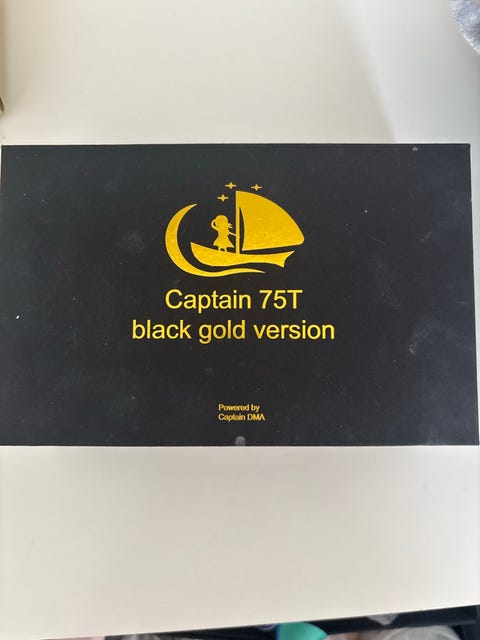 Captain 75T
black gold version
Powered by
Captain DMA